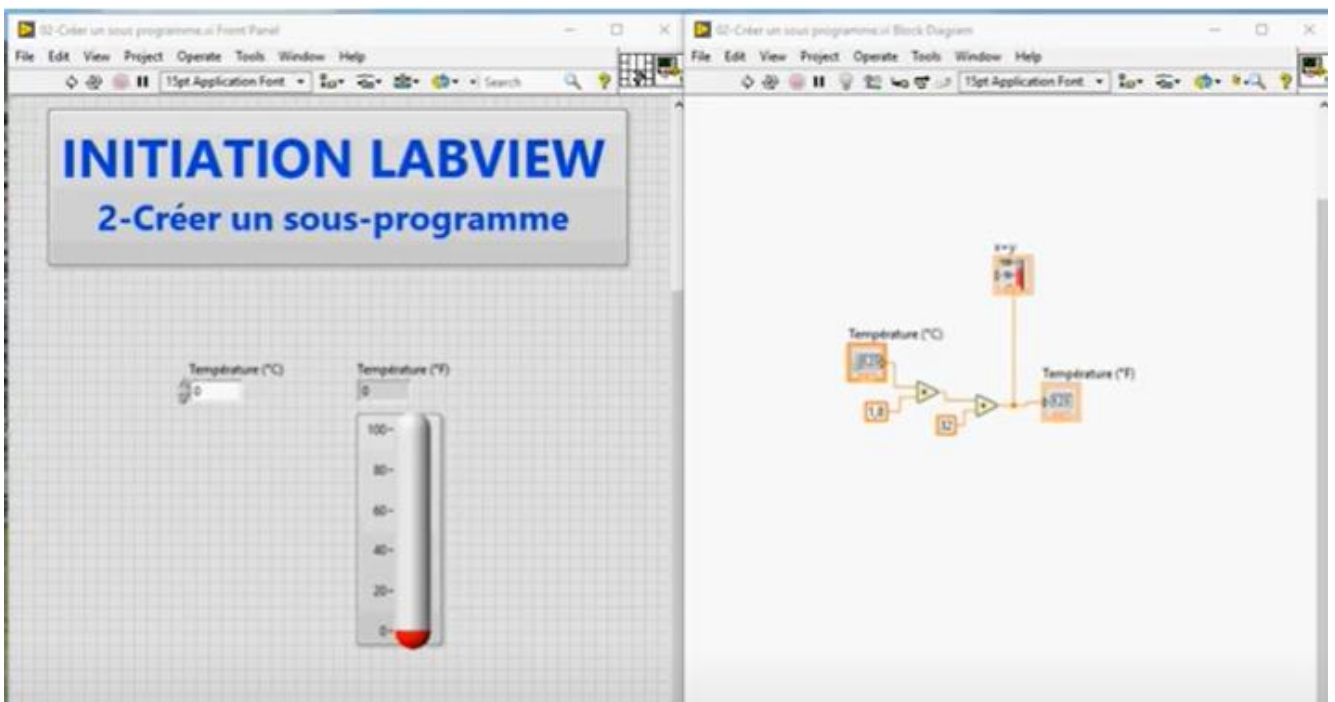 02-Créer un sous programme.vi Front Panel
File Edit View Project Operate Tools Window Help
15pt Application Font
Search
INITIATION LABVIEW
2-Créer un sous-programme
Température (°C)
0
Température (°F)
0
100
80
60
40
20
0
02-Créer un sous programme.vi Block Diagram
File Edit View Project Operate Tools Window Help
15pt Application Font
x+y
Température (°C)
1,8
32
Température (°F)